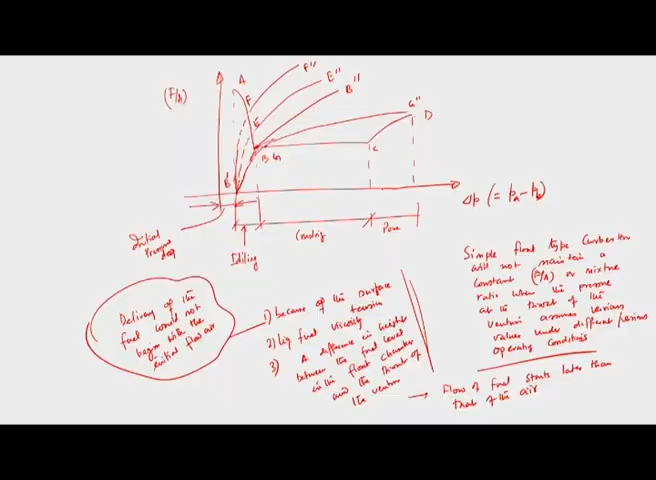 (F/A)
A
F
F"
E
E"
B"
B G
B'
C
G"
D
Δp (= pa - pb)
Initial
Pressure
drop
Idiling
Cruising
Power
Delivery of the
fuel would not
begin with the
initial flow air
1) because of the surface
tension
2) hig fuel viscosity
3) A difference in height
between the fuel level
in the float chamber
and the throat of
the venturi
Simple float type Carburettor
will not maintain a
constant (F/A) or mixture
ratio when the pressure
at the throat of the
venturi assumes various
values under different
operating conditions
→ Flow of fuel starts later than
that of the air